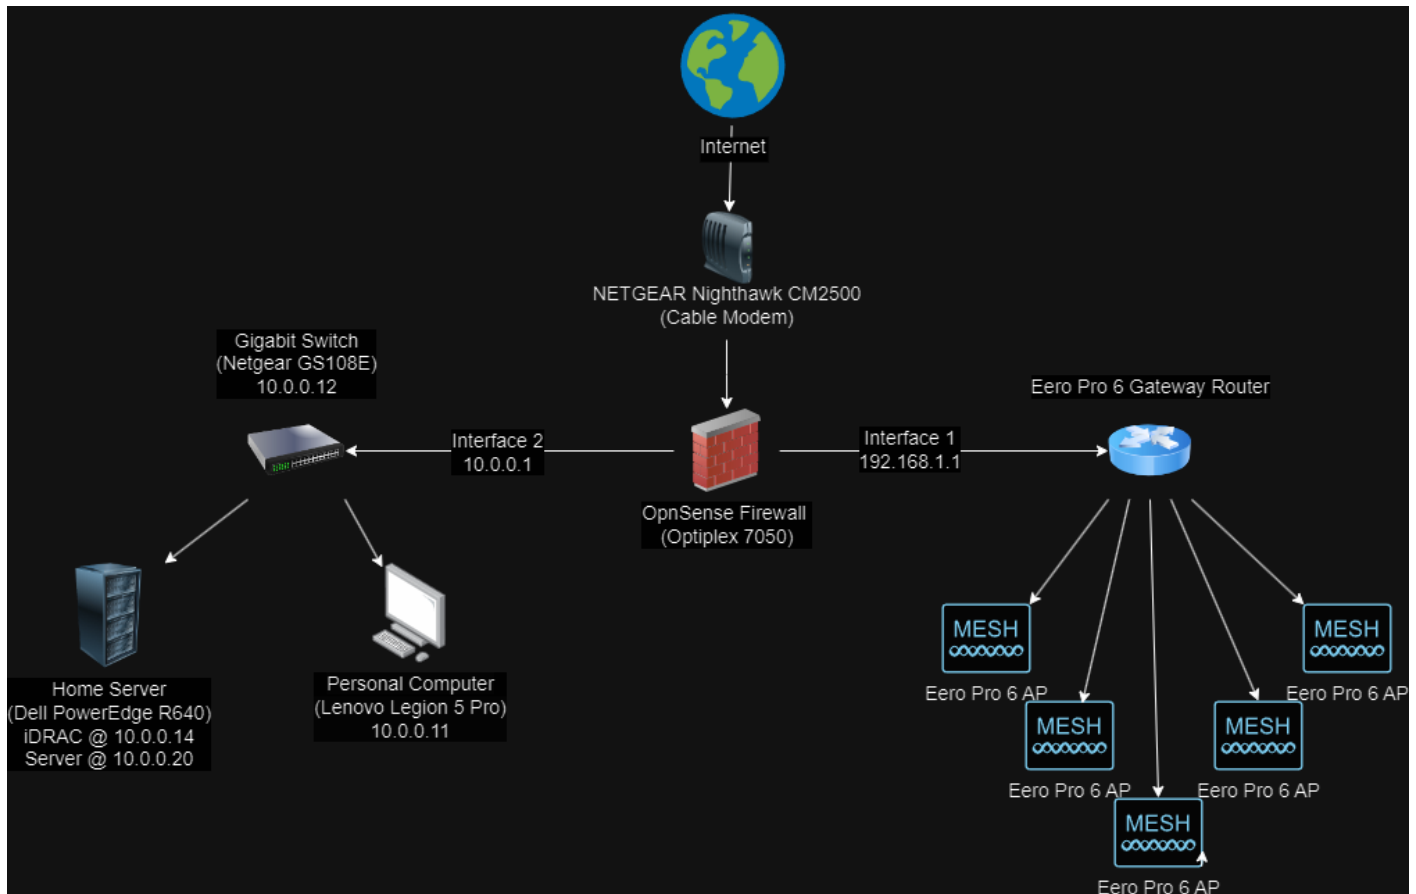 Internet
NETGEAR Nighthawk CM2500
(Cable Modem)
Gigabit Switch
(Netgear GS108E)
10.0.0.12
Eero Pro 6 Gateway Router
Interface 2
10.0.0.1
Interface 1
192.168.1.1
OpnSense Firewall
(Optiplex 7050)
Home Server
(Dell PowerEdge R640)
iDRAC @ 10.0.0.14
Server @ 10.0.0.20
Personal Computer
(Lenovo Legion 5 Pro)
10.0.0.11
MESH
Eero Pro 6 AP
MESH
Eero Pro 6 AP
MESH
Eero Pro 6 AP
MESH
Eero Pro 6 AP
MESH
Eero Pro 6 AP